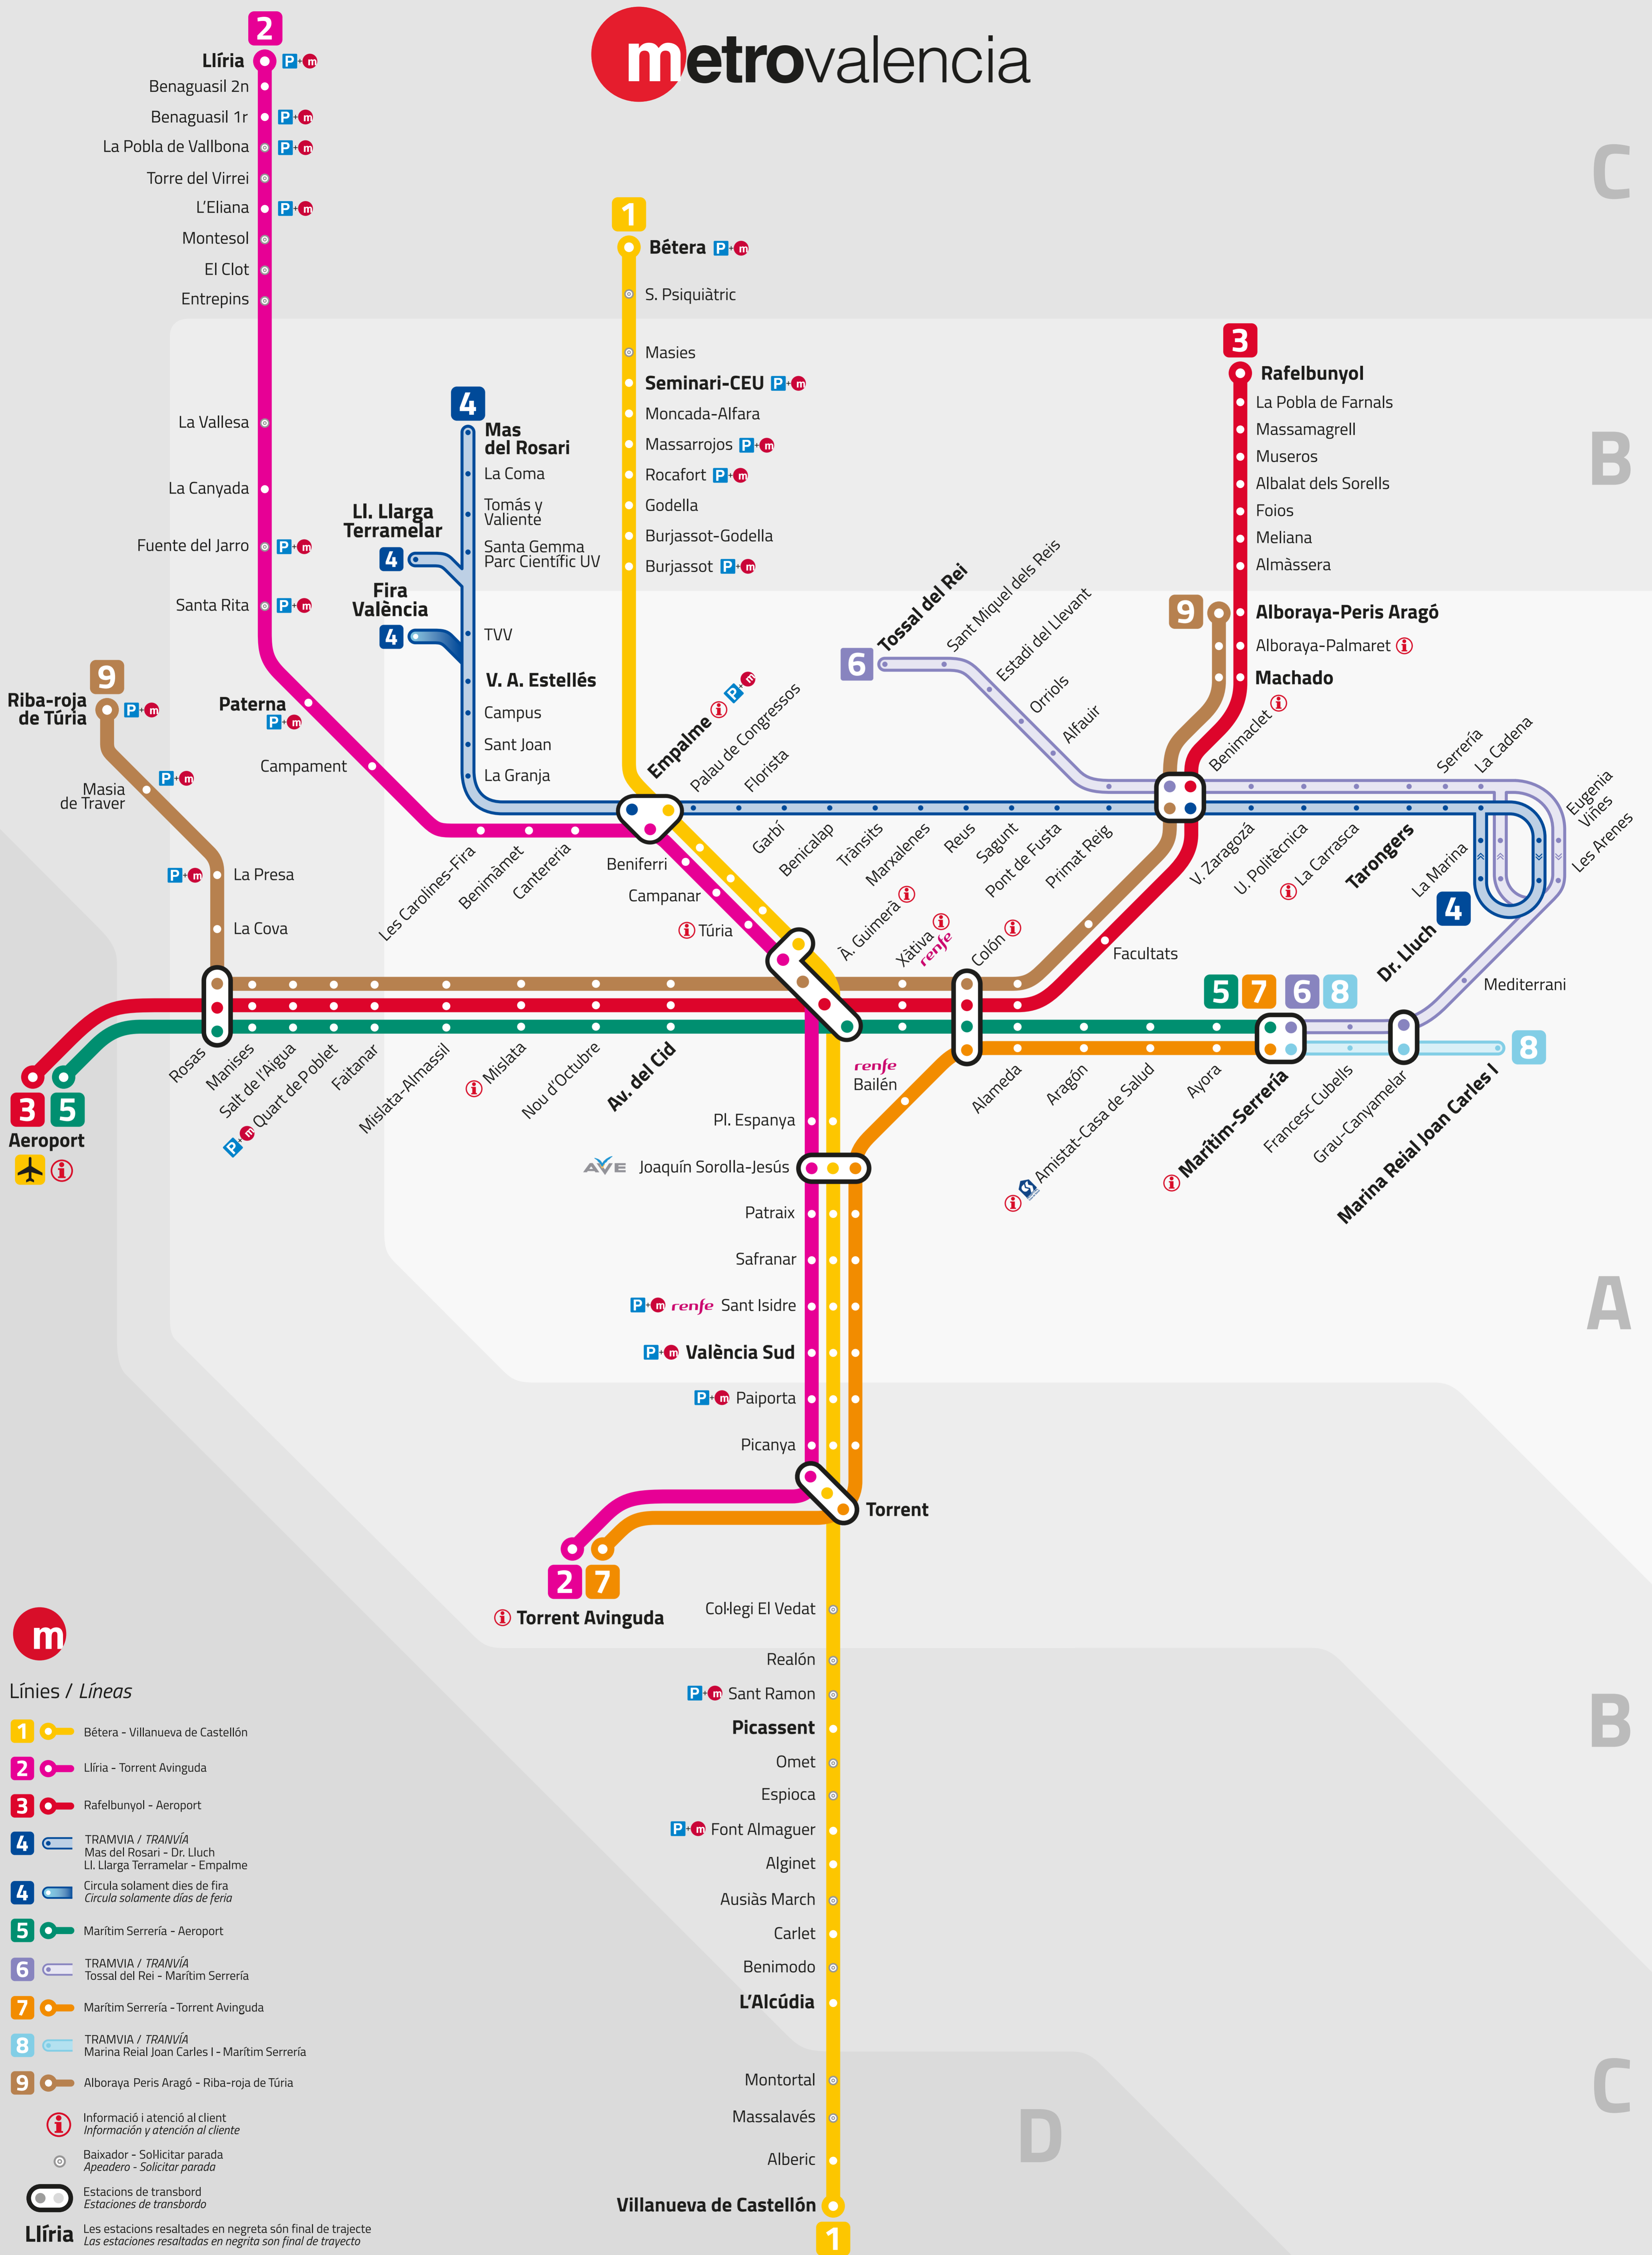 metrovalencia
2
Llíria P+m
Benaguasil 2n
Benaguasil 1r P+m
La Pobla de Vallbona P+m
Torre del Virrei
L'Eliana P+m
Montesol
El Clot
Entrepins
La Vallesa
La Canyada
Fuente del Jarro P+m
Santa Rita P+m
Paterna
P+m
Campament
Les Carolines-Fira
Benimàmet
Cantereria
C
1
Bétera P+m
S. Psiquiàtric
Masies
Seminari-CEU P+m
Moncada-Alfara
Massarrojos P+m
Rocafort P+m
Godella
Burjassot-Godella
Burjassot P+m
4
Mas
del Rosari
La Coma
Tomás y
Valiente
Santa Gemma
Parc Científic UV
Ll. Llarga
Terramelar
4
Fira
València
4
TVV
V. A. Estellés
Campus
Sant Joan
La Granja
Empalme i P+m
Palau de Congressos
Florista
Garbí
Benicalap
Trànsits
Marxalenes
Reus
Sagunt
Pont de Fusta
Primat Reig
3
Rafelbunyol
La Pobla de Farnals
Massamagrell
Museros
Albalat dels Sorells
Foios
Meliana
Almàssera
B
9
Alboraya-Peris Aragó
Alboraya-Palmaret i
Machado
Benimaclet i
6
Tossal del Rei
Sant Miquel dels Reis
Estadi del Llevant
Orriols
Alfauir
V. Zaragozá
U. Politècnica
i La Carrasca
Tarongers
Serrería
La Cadena
La Marina
4
Dr. Lluch
Eugenia
Viñes
Les Arenes
Mediterrani
9
Riba-roja
de Túria
P+m
Masia
de Traver
P+m
P+m La Presa
La Cova
Rosas
Manises
Salt de l'Aigua
P+m Quart de Poblet
Faitanar
Mislata-Almassil
i Mislata
Nou d'Octubre
Av. del Cid
3 5
Aeroport
i
Beniferri
Campanar
i Túria
À. Guimerà i
Xàtiva i
renfe
Colón i
Facultats
Alameda
Aragón
i Amistat-Casa de Salud
Ayora
5 7 6 8
i Marítim-Serrería
Francesc Cubells
Grau-Canyamelar
Marina Reial Joan Carles I
8
renfe
Bailén
Pl. Espanya
AVE Joaquín Sorolla-Jesús
Patraix
Safranar
P+m renfe Sant Isidre
P+m València Sud
P+m Paiporta
Picanya
Torrent
2 7
i Torrent Avinguda
A
Col·legi El Vedat
Realón
P+m Sant Ramon
Picassent
Omet
Espioca
P+m Font Almaguer
Alginet
Ausiàs March
Carlet
Benimodo
L'Alcúdia
Montortal
Massalavés
Alberic
Villanueva de Castellón
1
B
C
D
m
Línies / Líneas
1 Bétera - Villanueva de Castellón
2 Llíria - Torrent Avinguda
3 Rafelbunyol - Aeroport
4 TRAMVIA / TRANVÍA
Mas del Rosari - Dr. Lluch
Ll. Llarga Terramelar - Empalme
4 Circula solament dies de fira
Circula solamente días de feria
5 Marítim Serrería - Aeroport
6 TRAMVIA / TRANVÍA
Tossal del Rei - Marítim Serrería
7 Marítim Serrería - Torrent Avinguda
8 TRAMVIA / TRANVÍA
Marina Reial Joan Carles I - Marítim Serrería
9 Alboraya Peris Aragó - Riba-roja de Túria
i Informació i atenció al client
Información y atención al cliente
Baixador - Sol·licitar parada
Apeadero - Solicitar parada
Estacions de transbord
Estaciones de transbordo
Llíria Les estacions resaltades en negreta són final de trajecte
Las estaciones resaltadas en negrita son final de trayecto